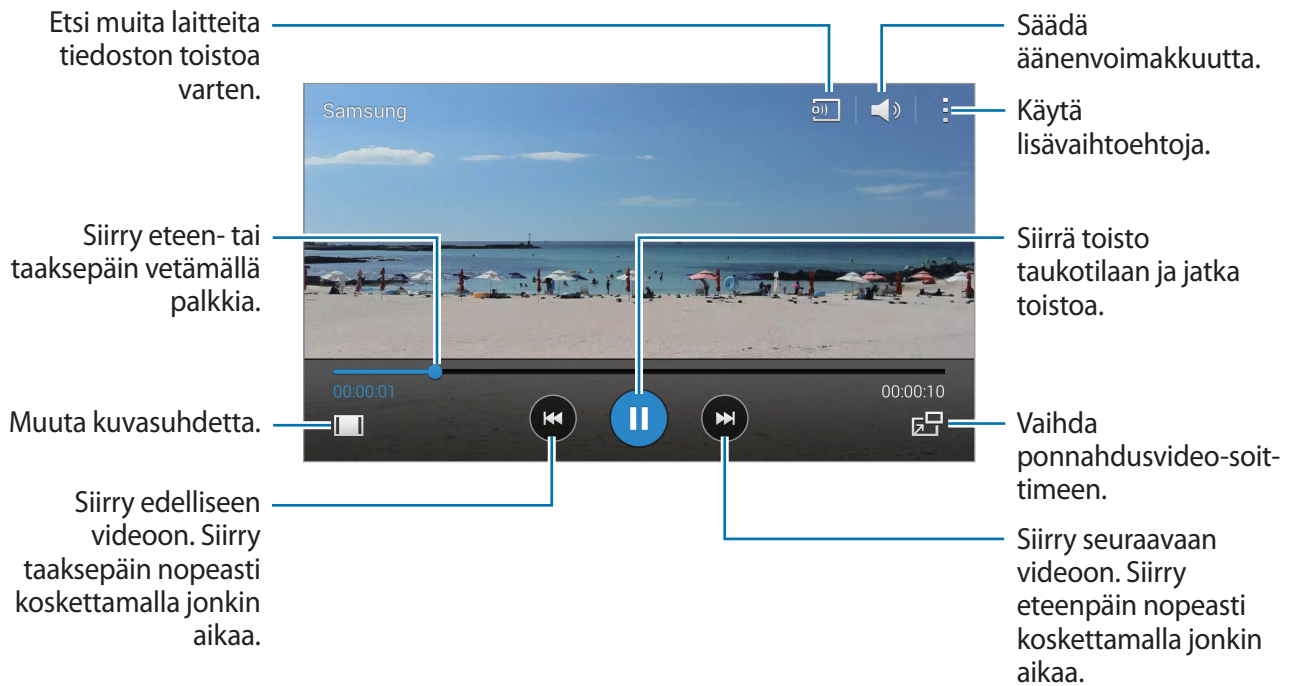 Etsi muita laitteita
tiedoston toistoa
varten.
Säädä
äänenvoimakkuutta.
Samsung
Käytä
lisävaihtoehtoja.
Siirry eteen- tai
taaksepäin vetämällä
palkkia.
Siirrä toisto
taukotilaan ja jatka
toistoa.
00:00:01
00:00:10
Muuta kuvasuhdetta.
Vaihda
ponnahdusvideo-soit-
timeen.
Siirry edelliseen
videoon. Siirry
taaksepäin nopeasti
koskettamalla jonkin
aikaa.
Siirry seuraavaan
videoon. Siirry
eteenpäin nopeasti
koskettamalla jonkin
aikaa.